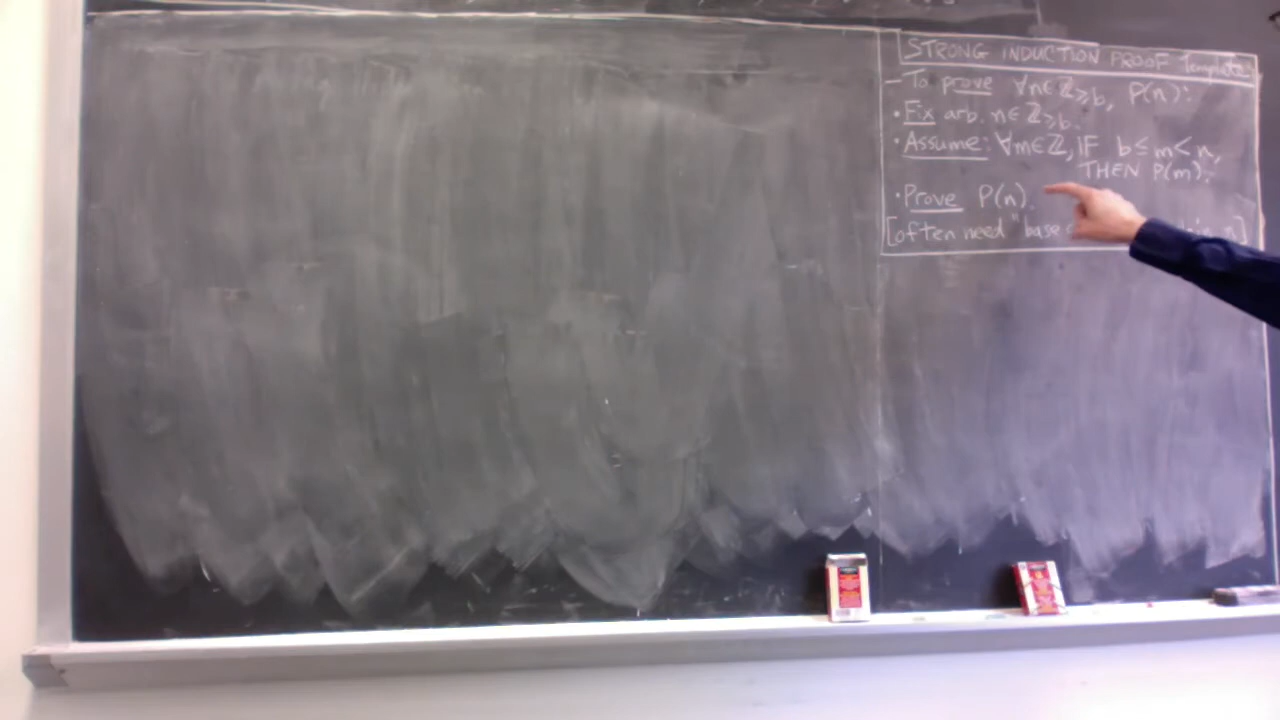 STRONG INDUCTION PROOF Template
- To prove ∀n∈ℤ≥b, P(n):
• Fix arb. n∈ℤ≥b.
• Assume: ∀m∈ℤ, IF b≤m<n,
THEN P(m).
• Prove P(n).
[often need "base